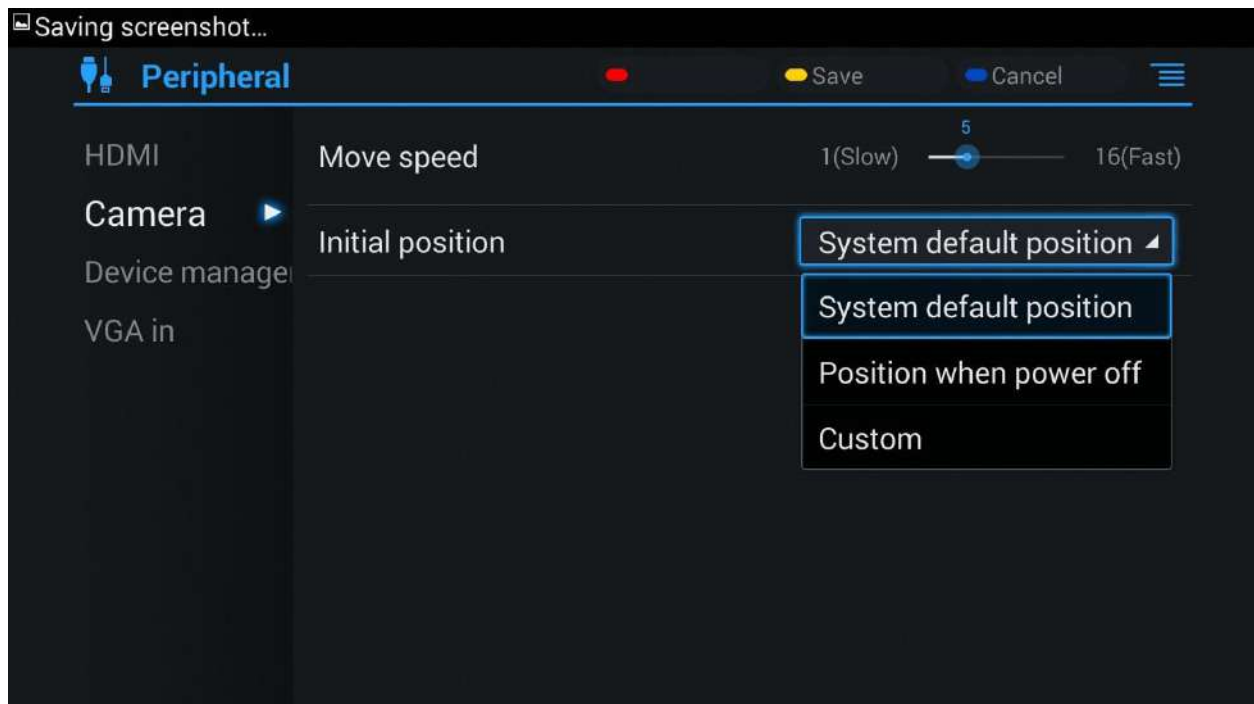 Saving screenshot…
Peripheral
Save
Cancel
HDMI
Camera
Device manager
VGA in
Move speed
5
1(Slow)
16(Fast)
Initial position
System default position
System default position
Position when power off
Custom